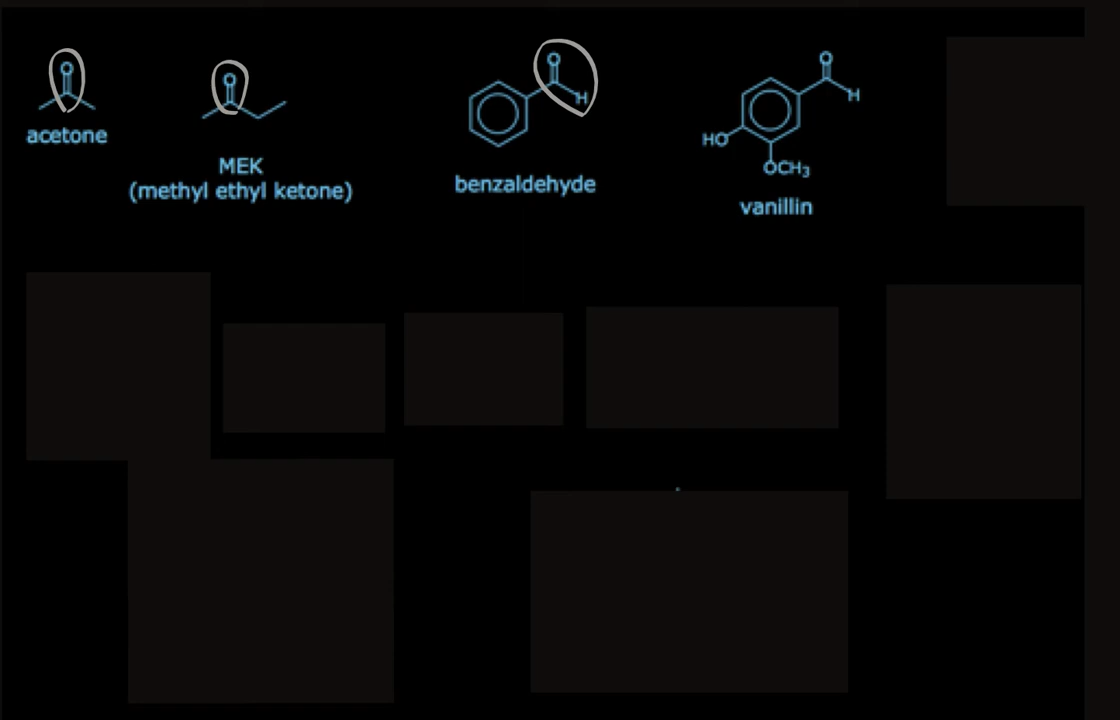 O
acetone
O
MEK
(methyl ethyl ketone)
O
H
benzaldehyde
O
H
HO
OCH₃
vanillin